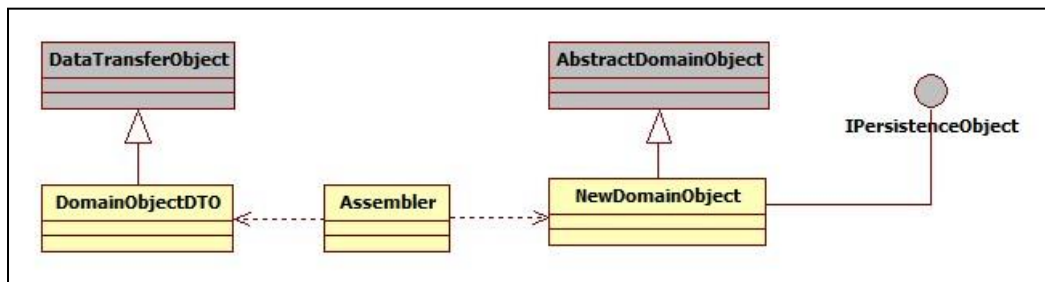 DataTransferObject
AbstractDomainObject
IPersistenceObject
DomainObjectDTO
Assembler
NewDomainObject